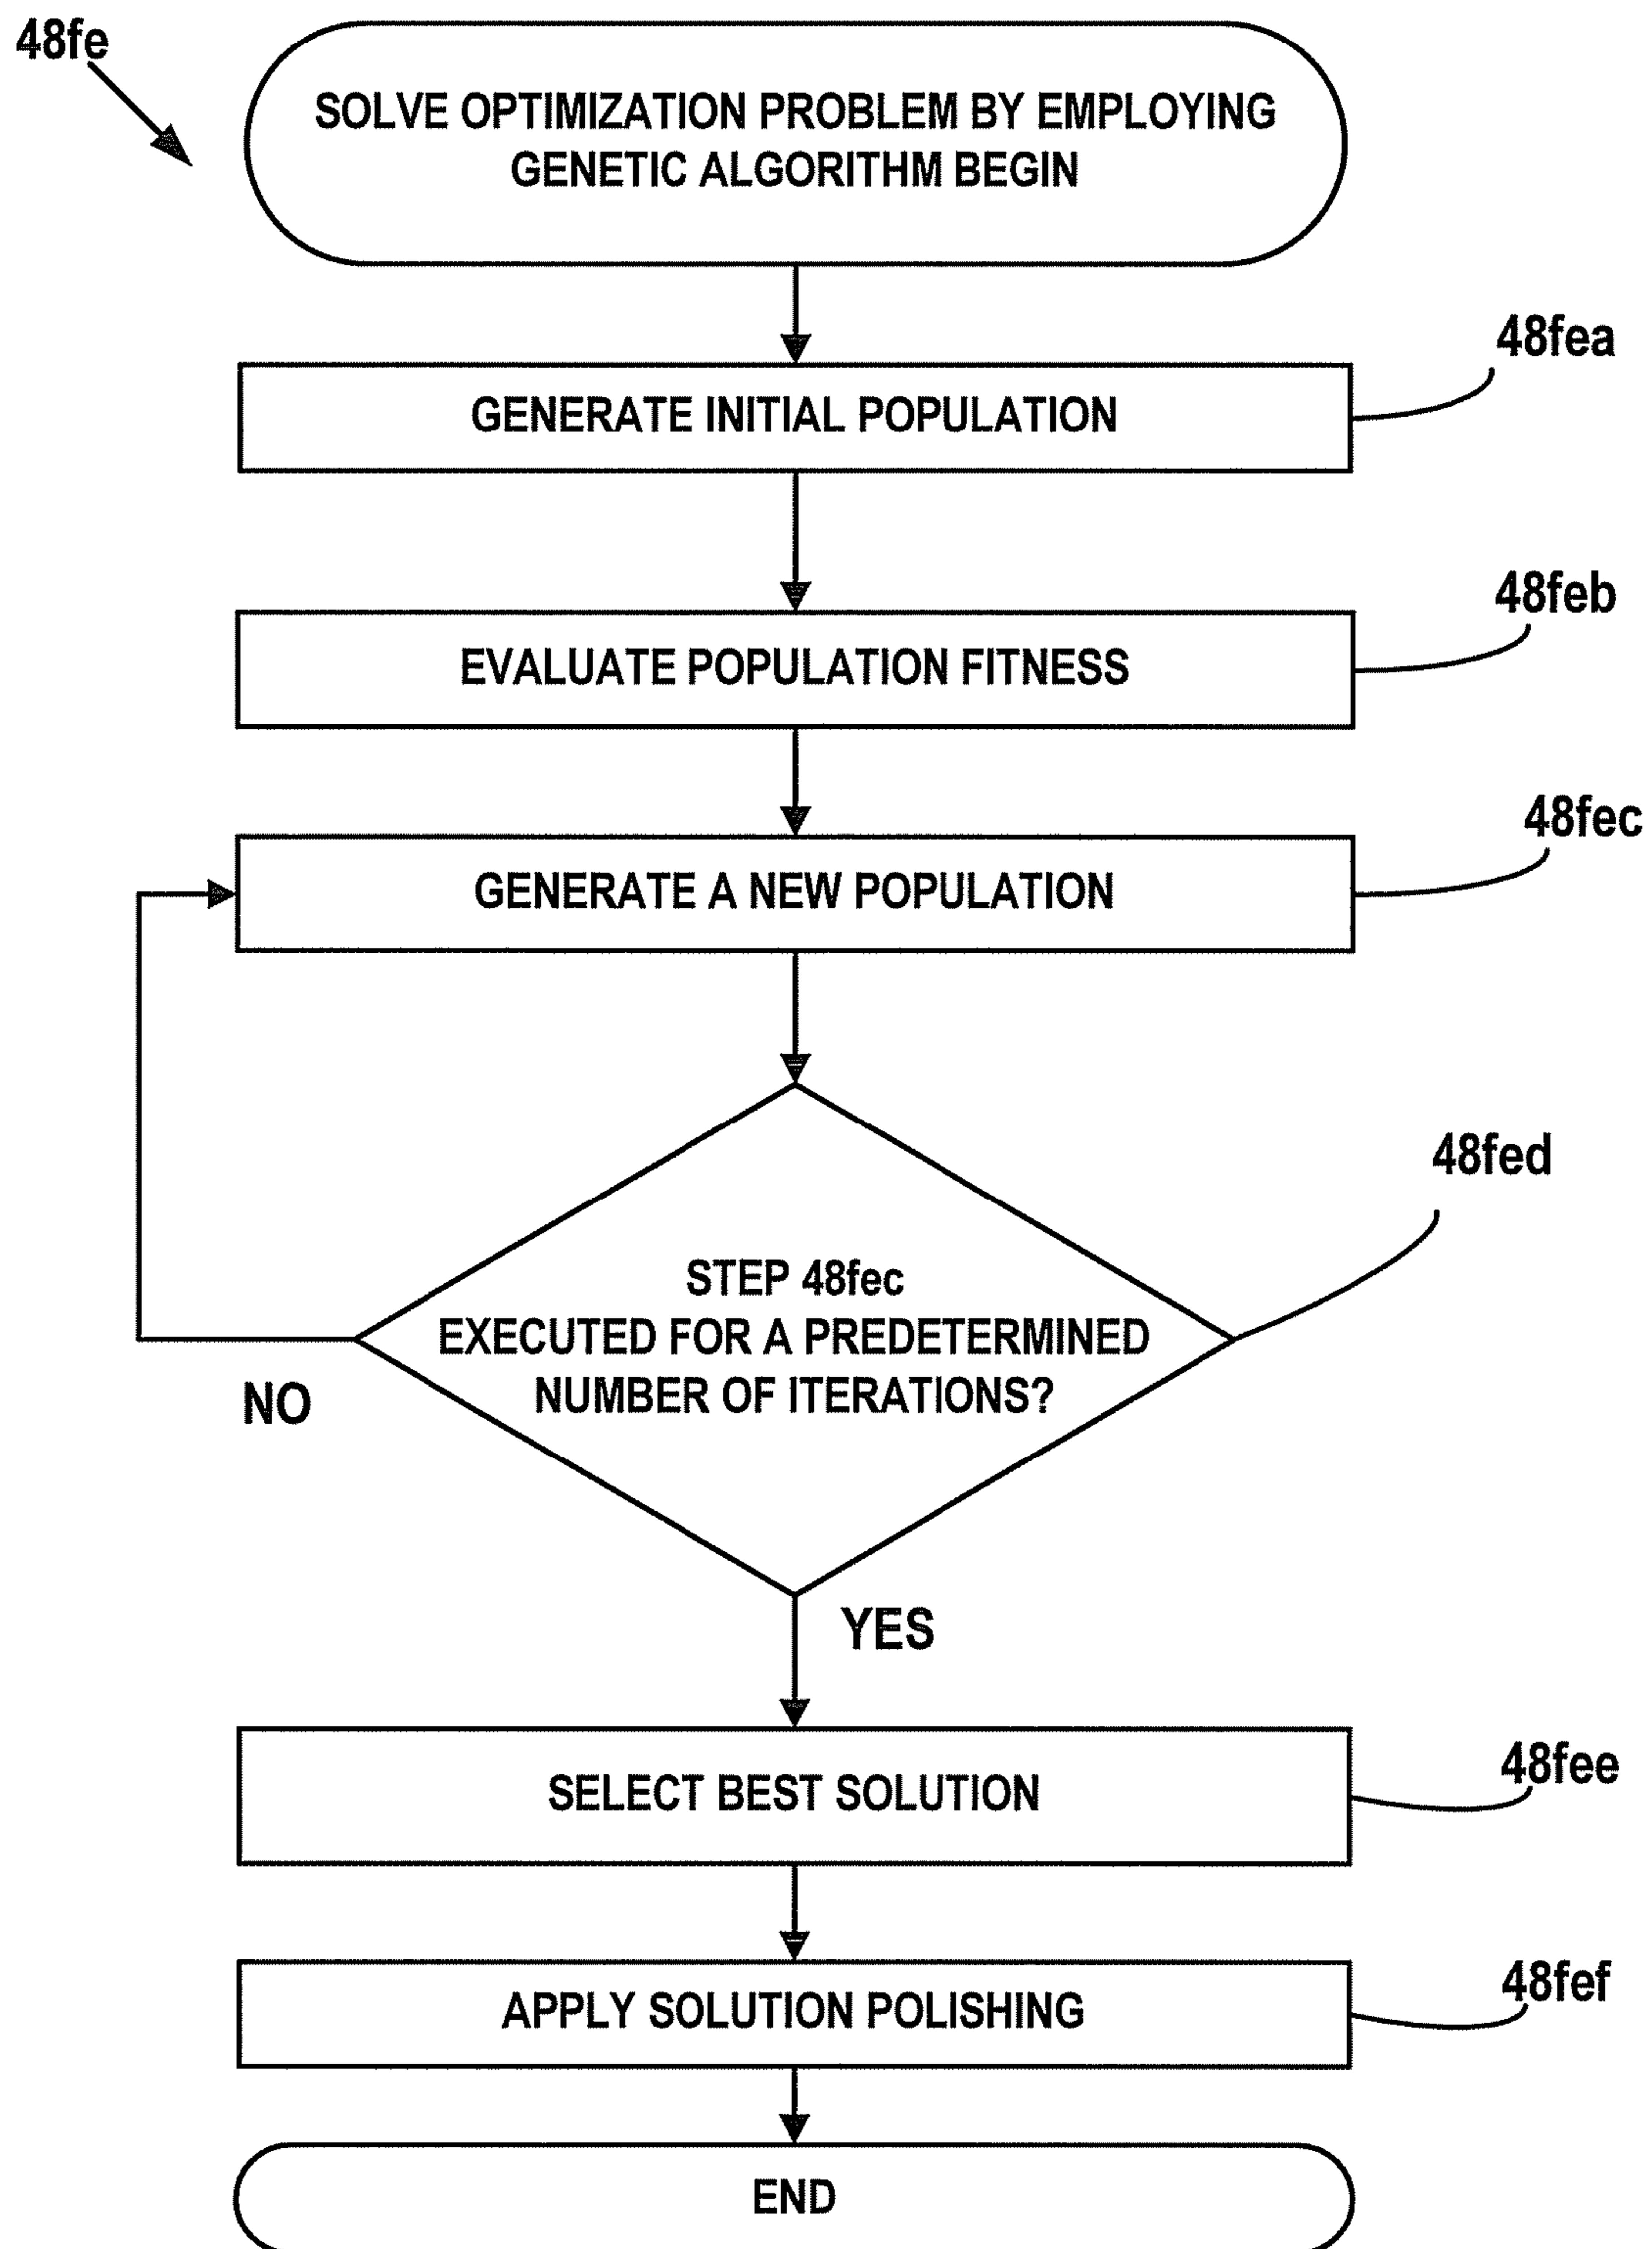 48fe
SOLVE OPTIMIZATION PROBLEM BY EMPLOYING
GENETIC ALGORITHM BEGIN
48fea
GENERATE INITIAL POPULATION
48feb
EVALUATE POPULATION FITNESS
48fec
GENERATE A NEW POPULATION
48fed
STEP 48fec
EXECUTED FOR A PREDETERMINED
NUMBER OF ITERATIONS?
NO
YES
48fee
SELECT BEST SOLUTION
48fef
APPLY SOLUTION POLISHING
END